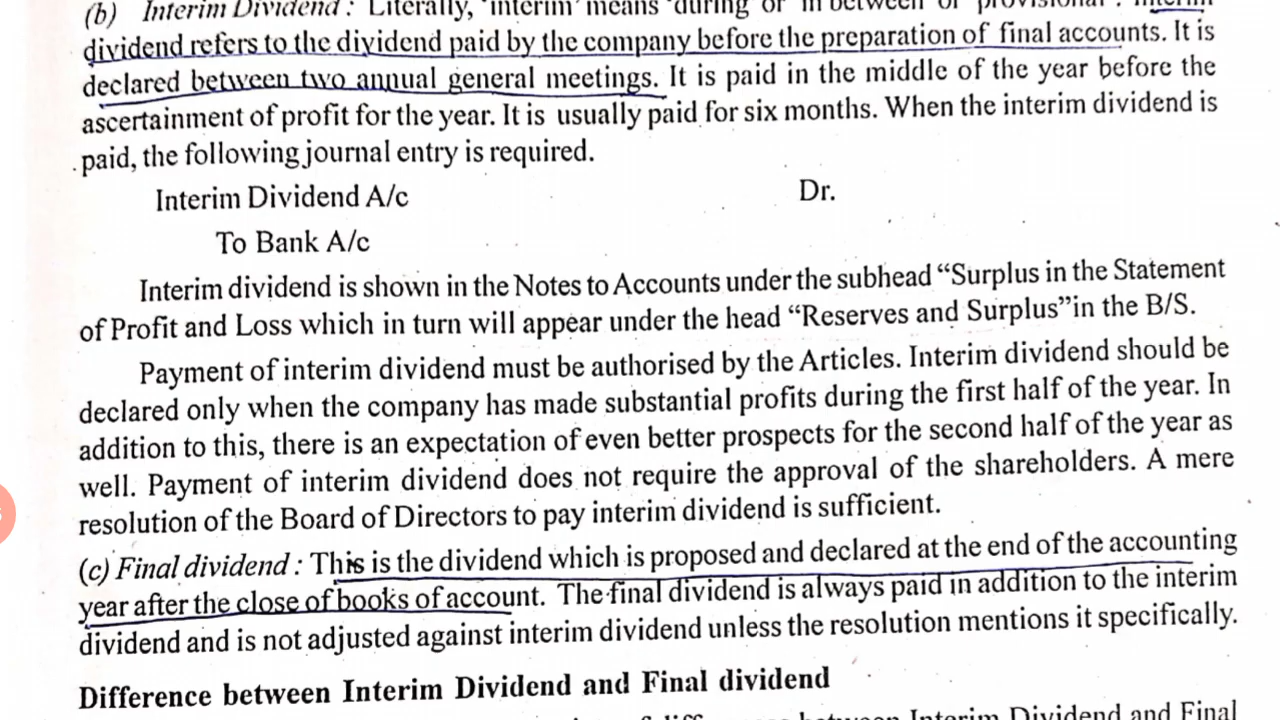 (b) Interim Dividend : Literally, 'interim' means 'during' or 'in between' or 'provisional'. Interim
dividend refers to the dividend paid by the company before the preparation of final accounts. It is
declared between two annual general meetings. It is paid in the middle of the year before the
ascertainment of profit for the year. It is usually paid for six months. When the interim dividend is
paid, the following journal entry is required.
Interim Dividend A/c Dr.
To Bank A/c
Interim dividend is shown in the Notes to Accounts under the subhead “Surplus in the Statement
of Profit and Loss which in turn will appear under the head “Reserves and Surplus”in the B/S.
Payment of interim dividend must be authorised by the Articles. Interim dividend should be
declared only when the company has made substantial profits during the first half of the year. In
addition to this, there is an expectation of even better prospects for the second half of the year as
well. Payment of interim dividend does not require the approval of the shareholders. A mere
resolution of the Board of Directors to pay interim dividend is sufficient.
(c) Final dividend : This is the dividend which is proposed and declared at the end of the accounting
year after the close of books of account. The final dividend is always paid in addition to the interim
dividend and is not adjusted against interim dividend unless the resolution mentions it specifically.
Difference between Interim Dividend and Final dividend
between Interim Dividend and Final